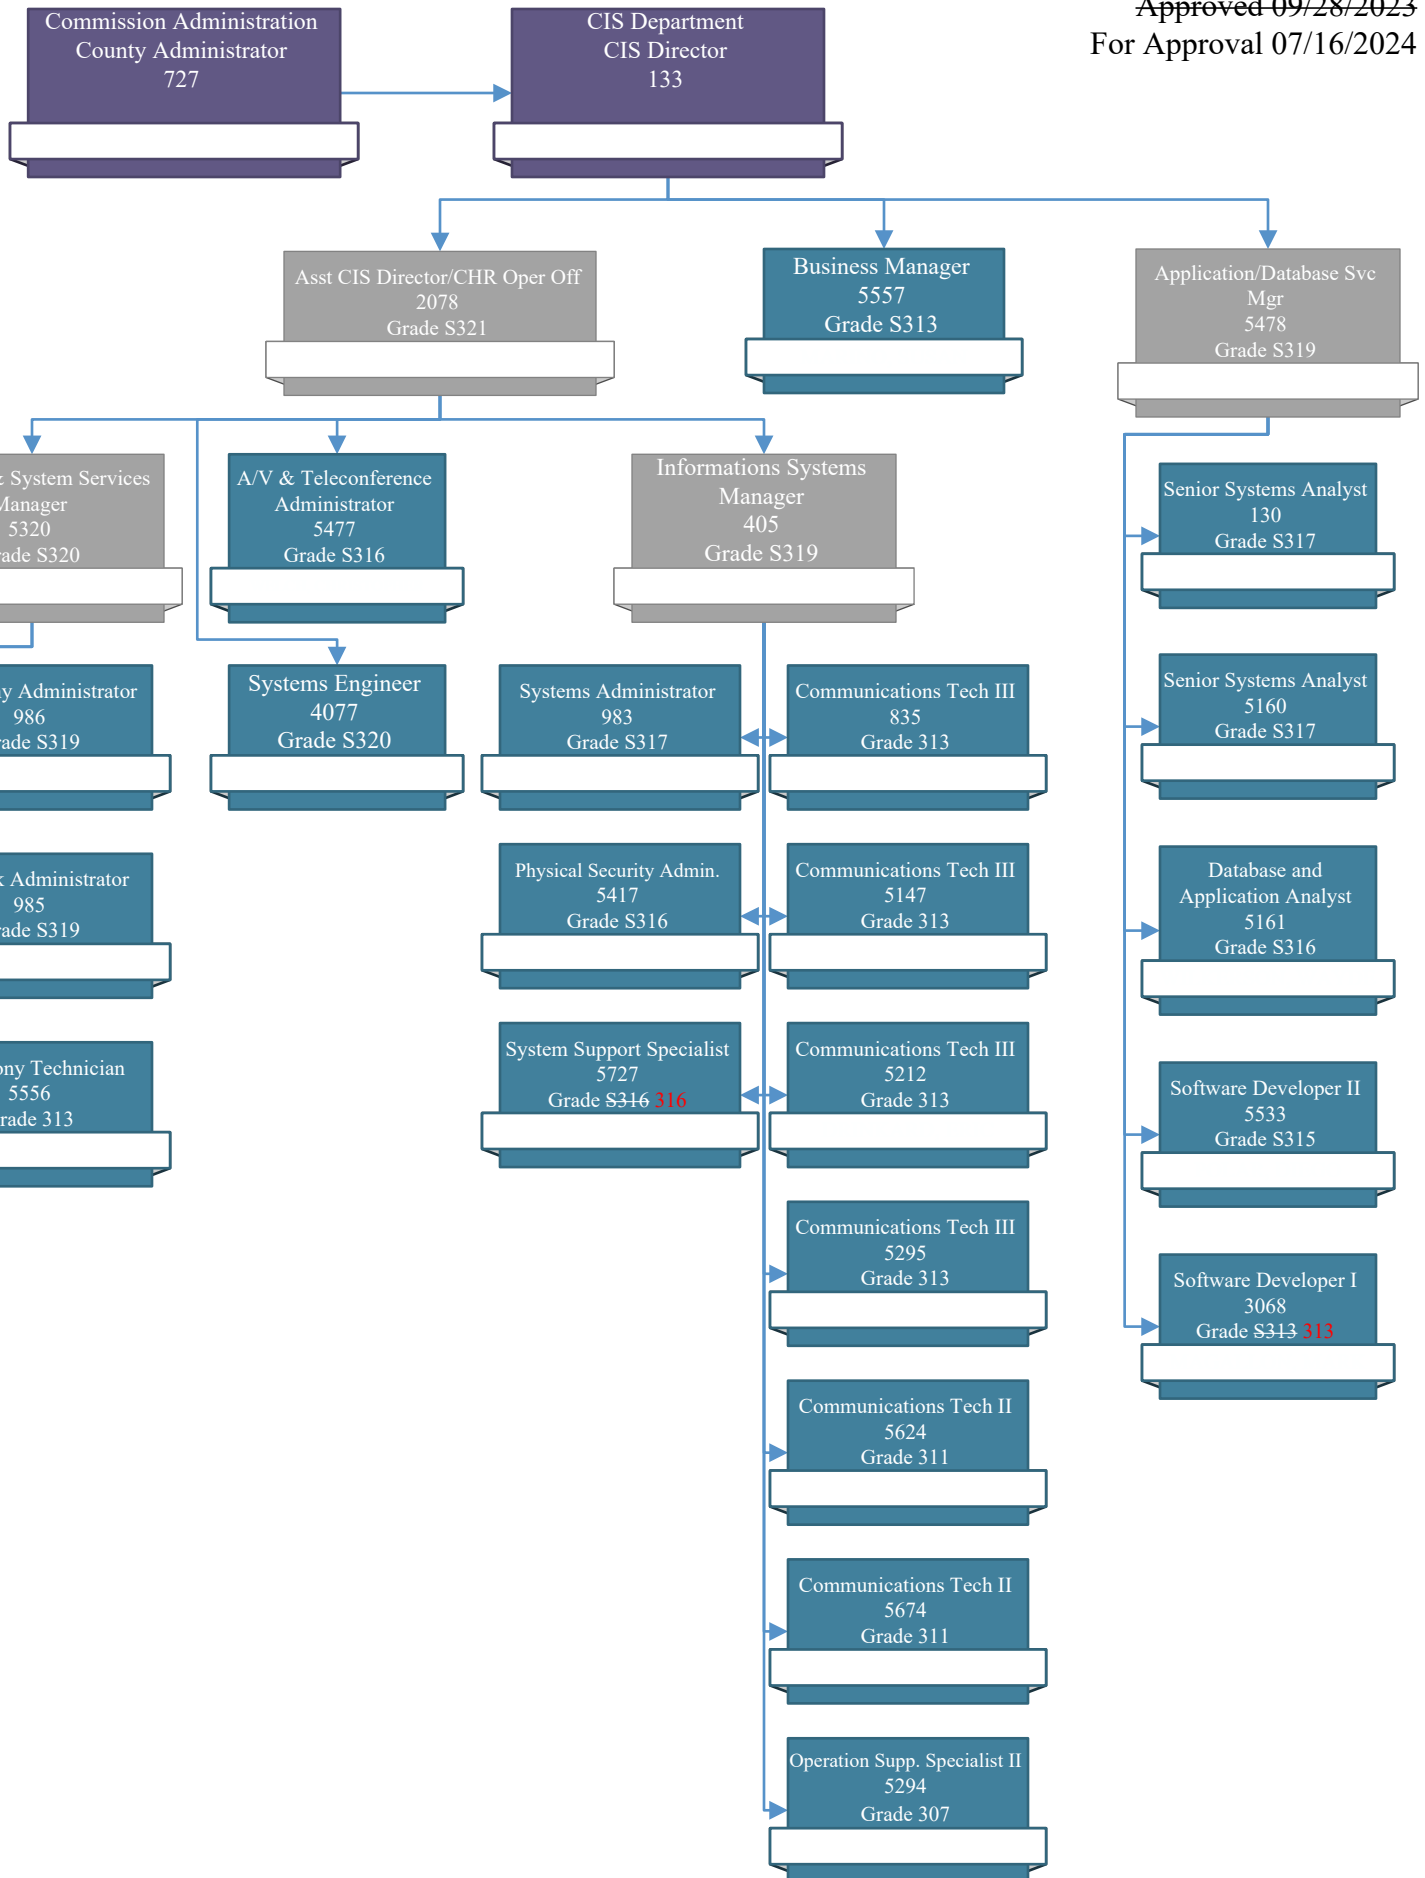 Approved 09/28/2023
For Approval 07/16/2024
Commission Administration
County Administrator
727
CIS Department
CIS Director
133
Asst CIS Director/CHR Oper Off
2078
Grade S321
Business Manager
5557
Grade S313
Application/Database Svc
Mgr
5478
Grade S319
& System Services
Manager
5320
Grade S320
A/V & Teleconference
Administrator
5477
Grade S316
Informations Systems
Manager
405
Grade S319
Senior Systems Analyst
130
Grade S317
Administrator
986
Grade S319
Systems Engineer
4077
Grade S320
Systems Administrator
983
Grade S317
Communications Tech III
835
Grade 313
Senior Systems Analyst
5160
Grade S317
Administrator
985
Grade S319
Physical Security Admin.
5417
Grade S316
Communications Tech III
5147
Grade 313
Database and
Application Analyst
5161
Grade S316
Technician
5556
Grade 313
System Support Specialist
5727
Grade S316 316
Communications Tech III
5212
Grade 313
Software Developer II
5533
Grade S315
Communications Tech III
5295
Grade 313
Software Developer I
3068
Grade S313 313
Communications Tech II
5624
Grade 311
Communications Tech II
5674
Grade 311
Operation Supp. Specialist II
5294
Grade 307